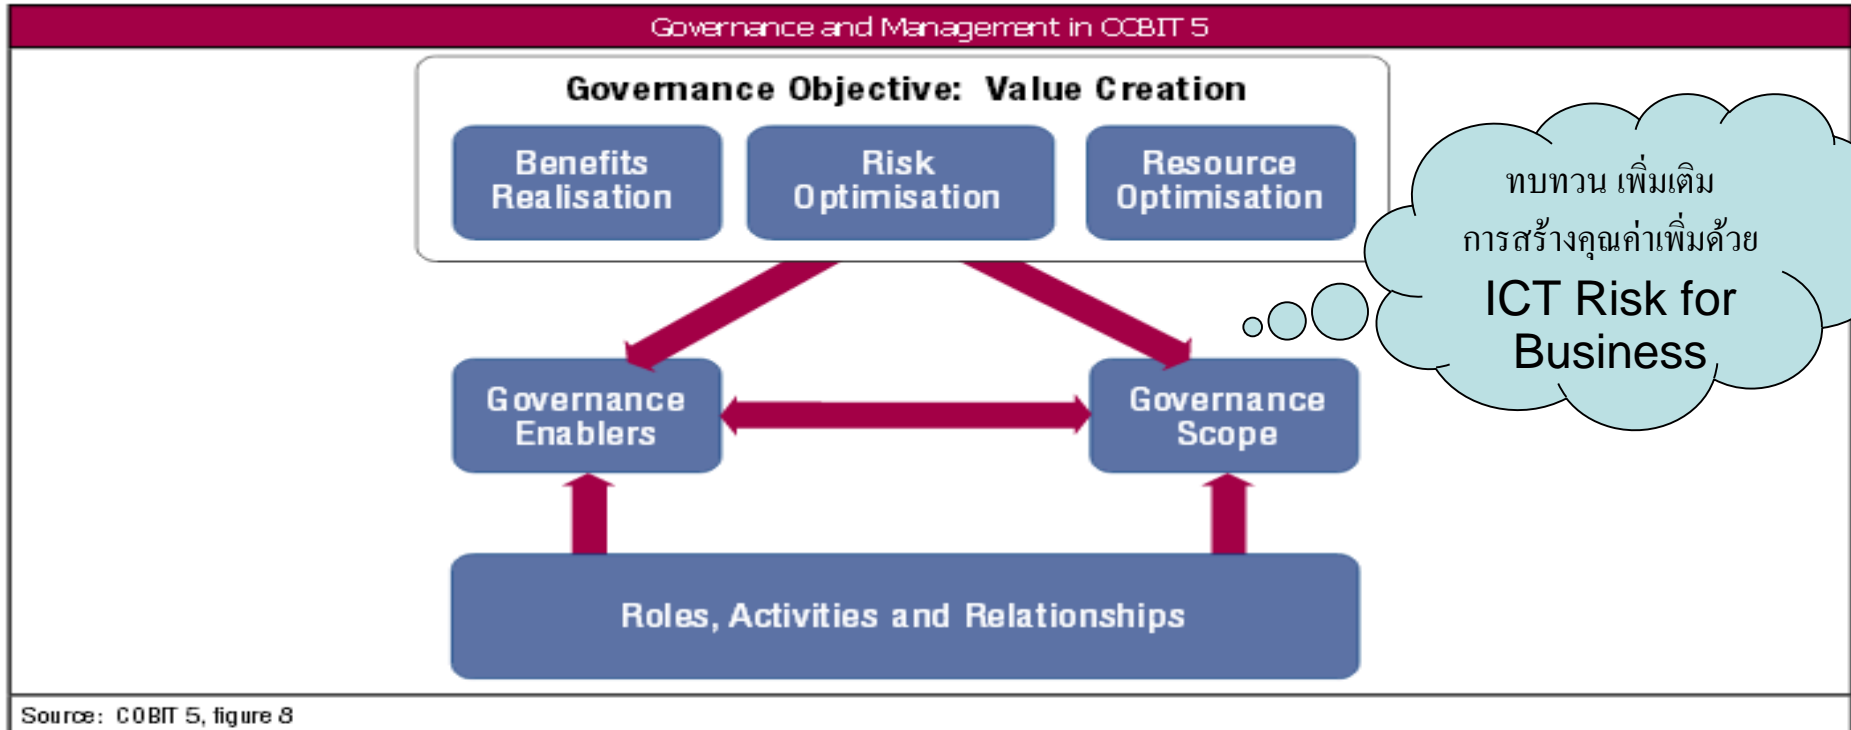 Governance and Management in COBIT 5
Governance Objective: Value Creation
Benefits
Realisation
Risk
Optimisation
Resource
Optimisation
ทบทวน เพิ่มเติม
การสร้างคุณค่าเพิ่มด้วย
ICT Risk for
Business
Governance
Enablers
Governance
Scope
Roles, Activities and Relationships
Source: COBIT 5, figure 8